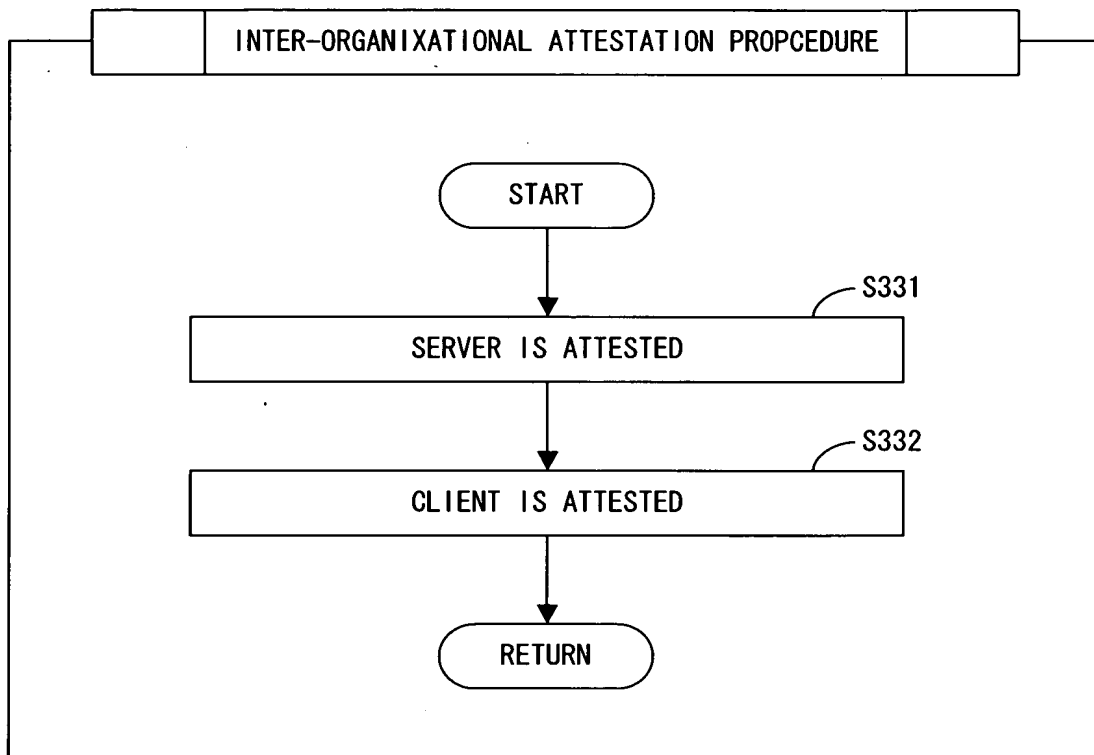 INTER-ORGANIXATIONAL ATTESTATION PROPCEDURE
START
S331
SERVER IS ATTESTED
S332
CLIENT IS ATTESTED
RETURN